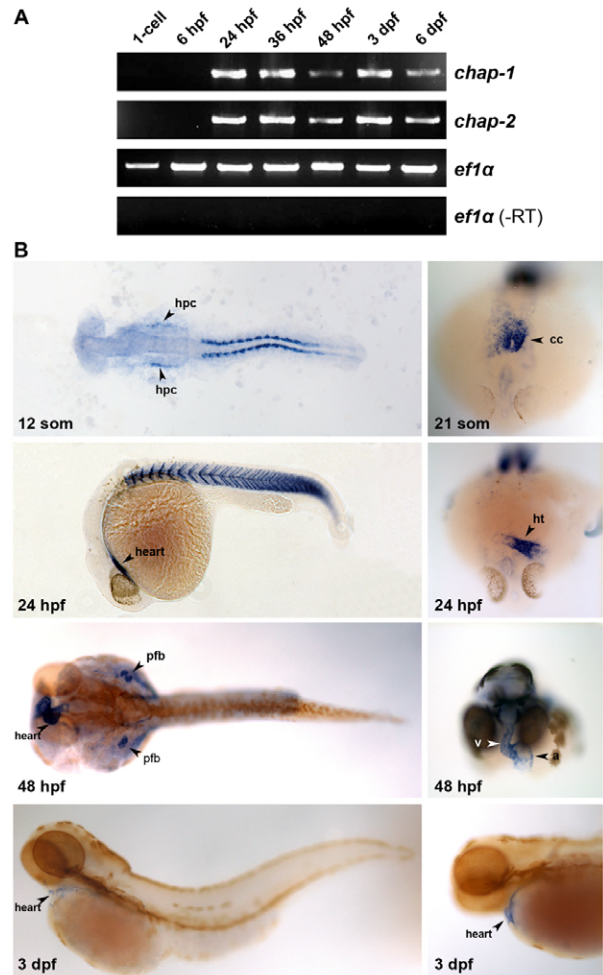 A
1-cell 6 hpf 24 hpf 36 hpf 48 hpf 3 dpf 6 dpf
chap-1
chap-2
ef1α
ef1α (-RT)
B
hpc
hpc
12 som
cc
21 som
heart
24 hpf
ht
24 hpf
pfb
heart
pfb
48 hpf
v
a
48 hpf
heart
3 dpf
heart
3 dpf